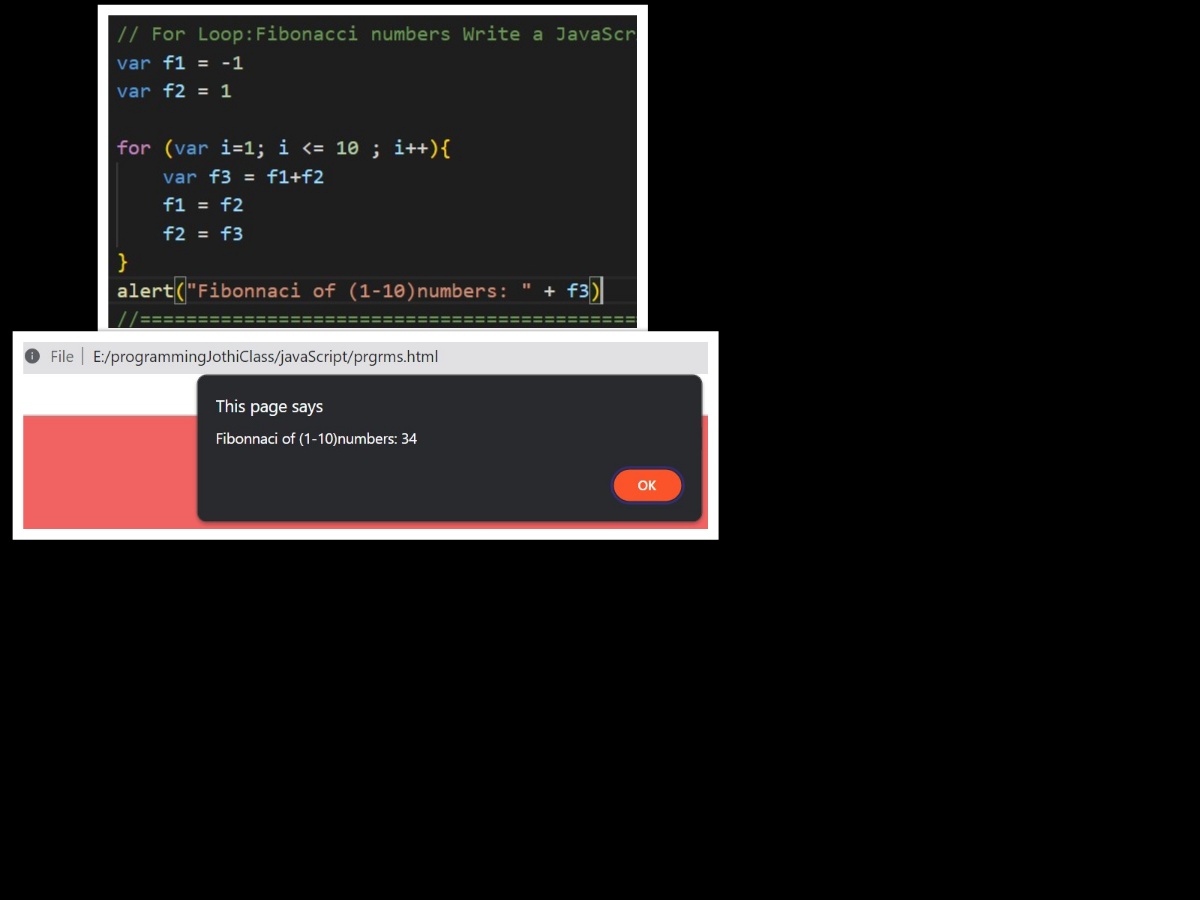 // For Loop:Fibonacci numbers Write a JavaScr
var f1 = -1
var f2 = 1
for (var i=1; i <= 10 ; i++){
var f3 = f1+f2
f1 = f2
f2 = f3
}
alert("Fibonnaci of (1-10)numbers: " + f3)
//===========================================
File | E:/programmingJothiClass/javaScript/prgrms.html
This page says
Fibonnaci of (1-10)numbers: 34
OK